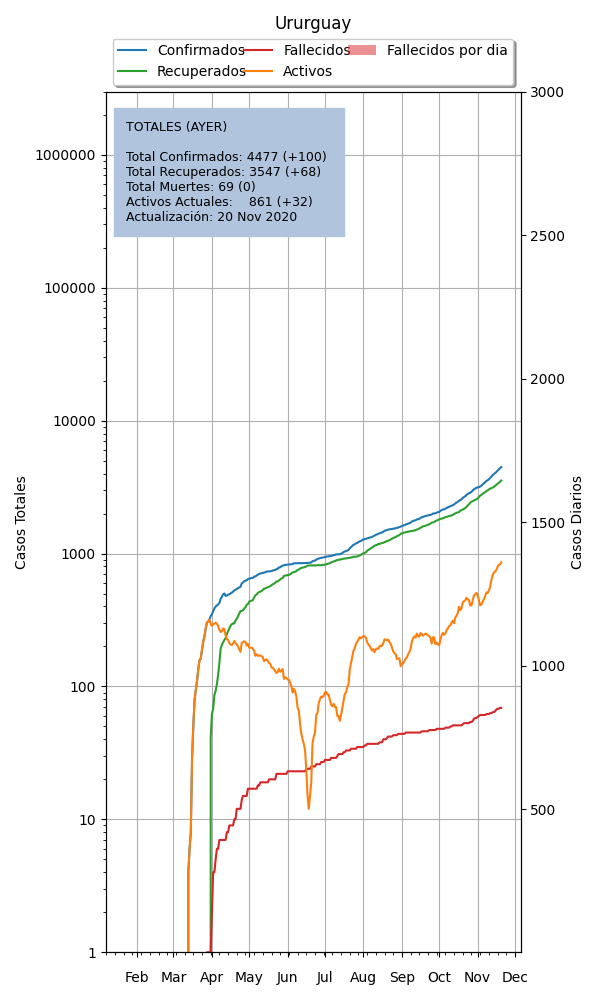 Ururguay
Confirmados Fallecidos Fallecidos por dia
Recuperados Activos
TOTALES (AYER)
Total Confirmados: 4477 (+100)
Total Recuperados: 3547 (+68)
Total Muertes: 69 (0)
Activos Actuales: 861 (+32)
Actualización: 20 Nov 2020
Casos Totales
1000000
100000
10000
1000
100
10
1
3000
2500
2000
1500
1000
500
Casos Diarios
Feb Mar Apr May Jun Jul Aug Sep Oct Nov Dec